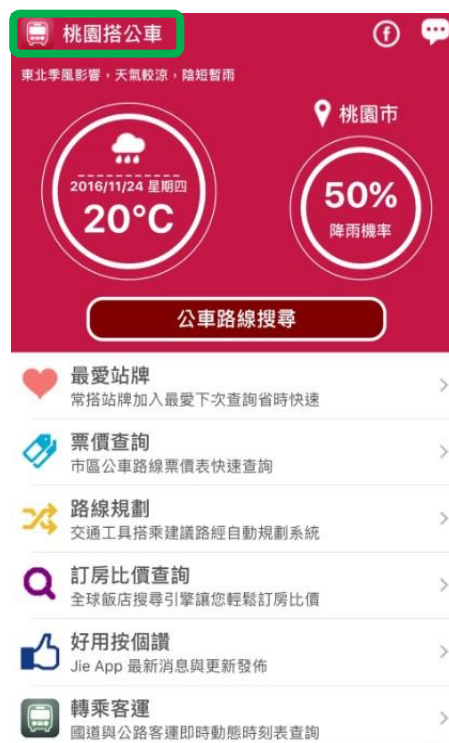 桃園搭公車
東北季風影響，天氣較涼，陰短暫雨
桃園市
2016/11/24 星期四
20°C
50%
降雨機率
公車路線搜尋
最愛站牌
常搭站牌加入最愛下次查詢省時快速
票價查詢
市區公車路線票價表快速查詢
路線規劃
交通工具搭乘建議路經自動規劃系統
訂房比價查詢
全球飯店搜尋引擎讓您輕鬆訂房比價
好用按個讚
Jie App 最新消息與更新發佈
轉乘客運
國道與公路客運即時動態時刻表查詢